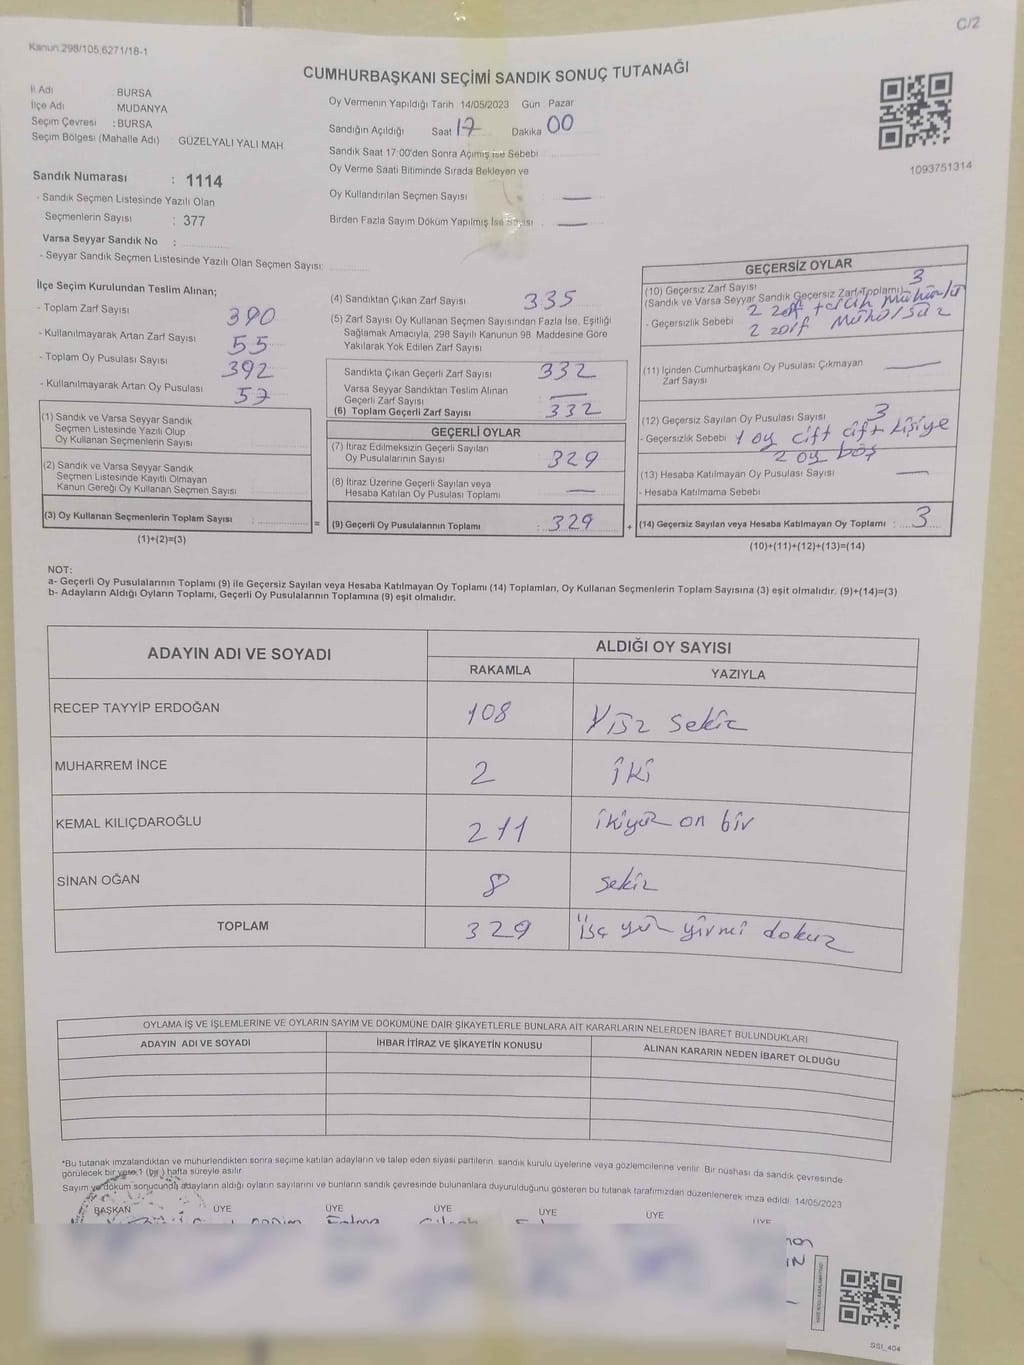 C/2
Kanun.298/105,6271/18-1
CUMHURBAŞKANI SEÇİMİ SANDIK SONUÇ TUTANAĞI
İl Adı : BURSA
İlçe Adı : MUDANYA
Seçim Çevresi : BURSA
Seçim Bölgesi (Mahalle Adı) GÜZELYALI YALI MAH
Sandık Numarası : 1114
- Sandık Seçmen Listesinde Yazılı Olan
Seçmenlerin Sayısı : 377
Varsa Seyyar Sandık No :
- Seyyar Sandık Seçmen Listesinde Yazılı Olan Seçmen Sayısı:
Oy Vermenin Yapıldığı Tarih 14/05/2023 Gün Pazar
Sandığın Açıldığı Saat 17 Dakika 00
Sandık Saat 17:00'den Sonra Açımış ise Sebebi
Oy Verme Saati Bitiminde Sırada Bekleyen ve
Oy Kullandırılan Seçmen Sayısı : —
Birden Fazla Sayım Döküm Yapılmış İse Sayısı : —
1093751314
İlçe Seçim Kurulundan Teslim Alınan;
- Toplam Zarf Sayısı 390
- Kullanılmayarak Artan Zarf Sayısı 55
- Toplam Oy Pusulası Sayısı 392
- Kullanılmayarak Artan Oy Pusulası 57
(1) Sandık ve Varsa Seyyar Sandık
Seçmen Listesinde Yazılı Olup
Oy Kullanan Seçmenlerin Sayısı
(2) Sandık ve Varsa Seyyar Sandık
Seçmen Listesinde Kayıtlı Olmayan
Kanun Gereği Oy Kullanan Seçmen Sayısı
(3) Oy Kullanan Seçmenlerin Toplam Sayısı :
(1)+(2)=(3)
(4) Sandıktan Çıkan Zarf Sayısı 335
(5) Zarf Sayısı Oy Kullanan Seçmen Sayısından Fazla İse, Eşitliği
Sağlamak Amacıyla, 298 Sayılı Kanunun 98. Maddesine Göre
Yakılarak Yok Edilen Zarf Sayısı
Sandıkta Çıkan Geçerli Zarf Sayısı 332
Varsa Seyyar Sandıktan Teslim Alınan
Geçerli Zarf Sayısı —
(6) Toplam Geçerli Zarf Sayısı 332
GEÇERLİ OYLAR
(7) İtiraz Edilmeksizin Geçerli Sayılan
Oy Pusulalarının Sayısı 329
(8) İtiraz Üzerine Geçerli Sayılan veya
Hesaba Katılan Oy Pusulası Toplamı —
= (9) Geçerli Oy Pusulalarının Toplamı : 329
GEÇERSİZ OYLAR
(10) Geçersiz Zarf Sayısı 3
(Sandık ve Varsa Seyyar Sandık Geçersiz Zarf Toplamı)
- Geçersizlik Sebebi 2 zarf tercih
2 zarf
(11) İçinden Cumhurbaşkanı Oy Pusulası Çıkmayan
Zarf Sayısı —
(12) Geçersiz Sayılan Oy Pusulası Sayısı 3
- Geçersizlik Sebebi 1 oy çift çift kişiye
2 oy boş
(13) Hesaba Katılmayan Oy Pusulası Sayısı —
- Hesaba Katılmama Sebebi
+ (14) Geçersiz Sayılan veya Hesaba Katılmayan Oy Toplamı : 3
(10)+(11)+(12)+(13)=(14)
NOT:
a- Geçerli Oy Pusulalarının Toplamı (9) ile Geçersiz Sayılan veya Hesaba Katılmayan Oy Toplamı (14) Toplamları, Oy Kullanan Seçmenlerin Toplam Sayısına (3) eşit olmalıdır. (9)+(14)=(3)
b- Adayların Aldığı Oyların Toplamı, Geçerli Oy Pusulalarının Toplamına (9) eşit olmalıdır.
ADAYIN ADI VE SOYADI
ALDIĞI OY SAYISI
RAKAMLA YAZIYLA
RECEP TAYYİP ERDOĞAN 108 Yüz sekiz
MUHARREM İNCE 2 iki
KEMAL KILIÇDAROĞLU 211 ikiyüz on bir
SİNAN OĞAN 8 sekiz
TOPLAM 329 üç yüz yirmi dokuz
OYLAMA İŞ VE İŞLEMLERİNE VE OYLARIN SAYIM VE DÖKÜMÜNE DAİR ŞİKAYETLERLE BUNLARA AİT KARARLARIN NELERDEN İBARET BULUNDUKLARI
ADAYIN ADI VE SOYADI İHBAR İTİRAZ VE ŞİKAYETİN KONUSU ALINAN KARARIN NEDEN İBARET OLDUĞU
*Bu tutanak imzalandıktan ve mühürlendikten sonra seçime katılan adayların ve talep eden siyasi partilerin sandık kurulu üyelerine veya gözlemcilerine verilir. Bir nüshası da sandık çevresinde
görülecek bir yere 1 (bir) hafta süreyle asılır
Sayım ve döküm sonucunda adayların aldığı oyların sayılarını ve bunların sandık çevresinde bulunanlara duyurulduğunu gösteren bu tutanak tarafımızdan düzenlenerek imza edildi. 14/05/2023
BAŞKAN ÜYE ÜYE ÜYE ÜYE ÜYE ÜYE
SSI_404